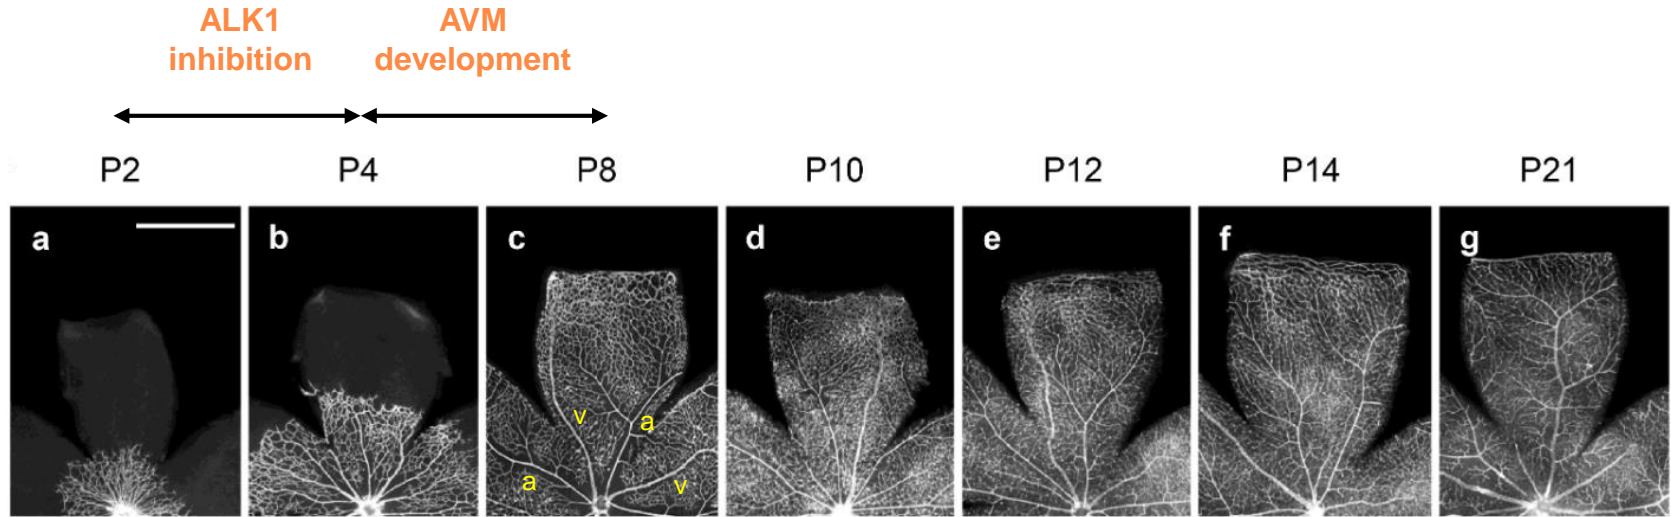 ALK1 AVM
inhibition development
P2 P4 P8 P10 P12 P14 P21
a b c d e f g
v a
a v